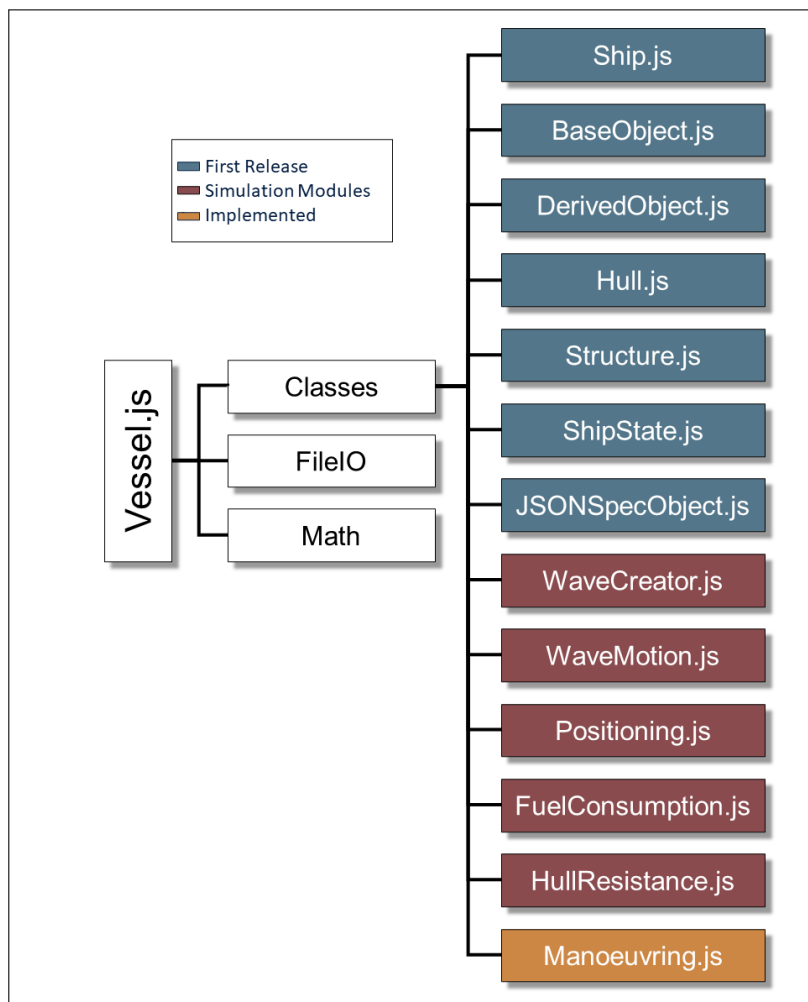 Ship.js
BaseObject.js
First Release
Simulation Modules
Implemented
DerivedObject.js
Hull.js
Structure.js
Vessel.js
Classes
FileIO
Math
ShipState.js
JSONSpecObject.js
WaveCreator.js
WaveMotion.js
Positioning.js
FuelConsumption.js
HullResistance.js
Manoeuvring.js